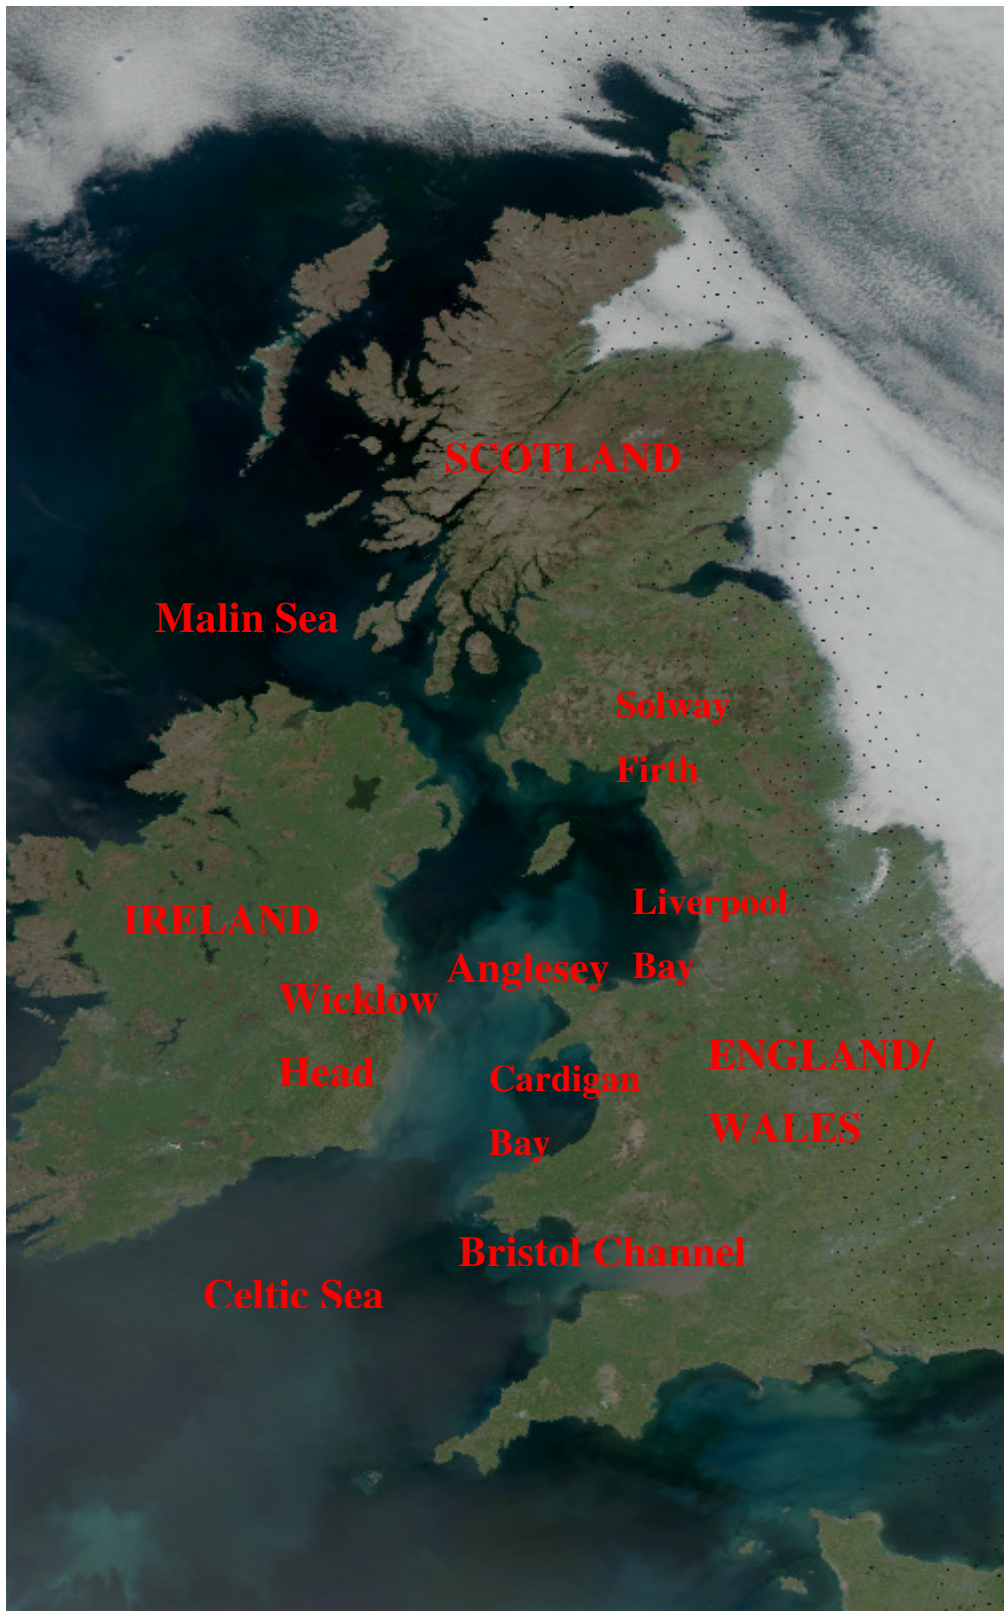 SCOTLAND
Malin Sea
Solway
Firth
Liverpool
Bay
IRELAND
Anglesey
Wicklow
Head
ENGLAND/
WALES
Cardigan
Bay
Bristol Channel
Celtic Sea